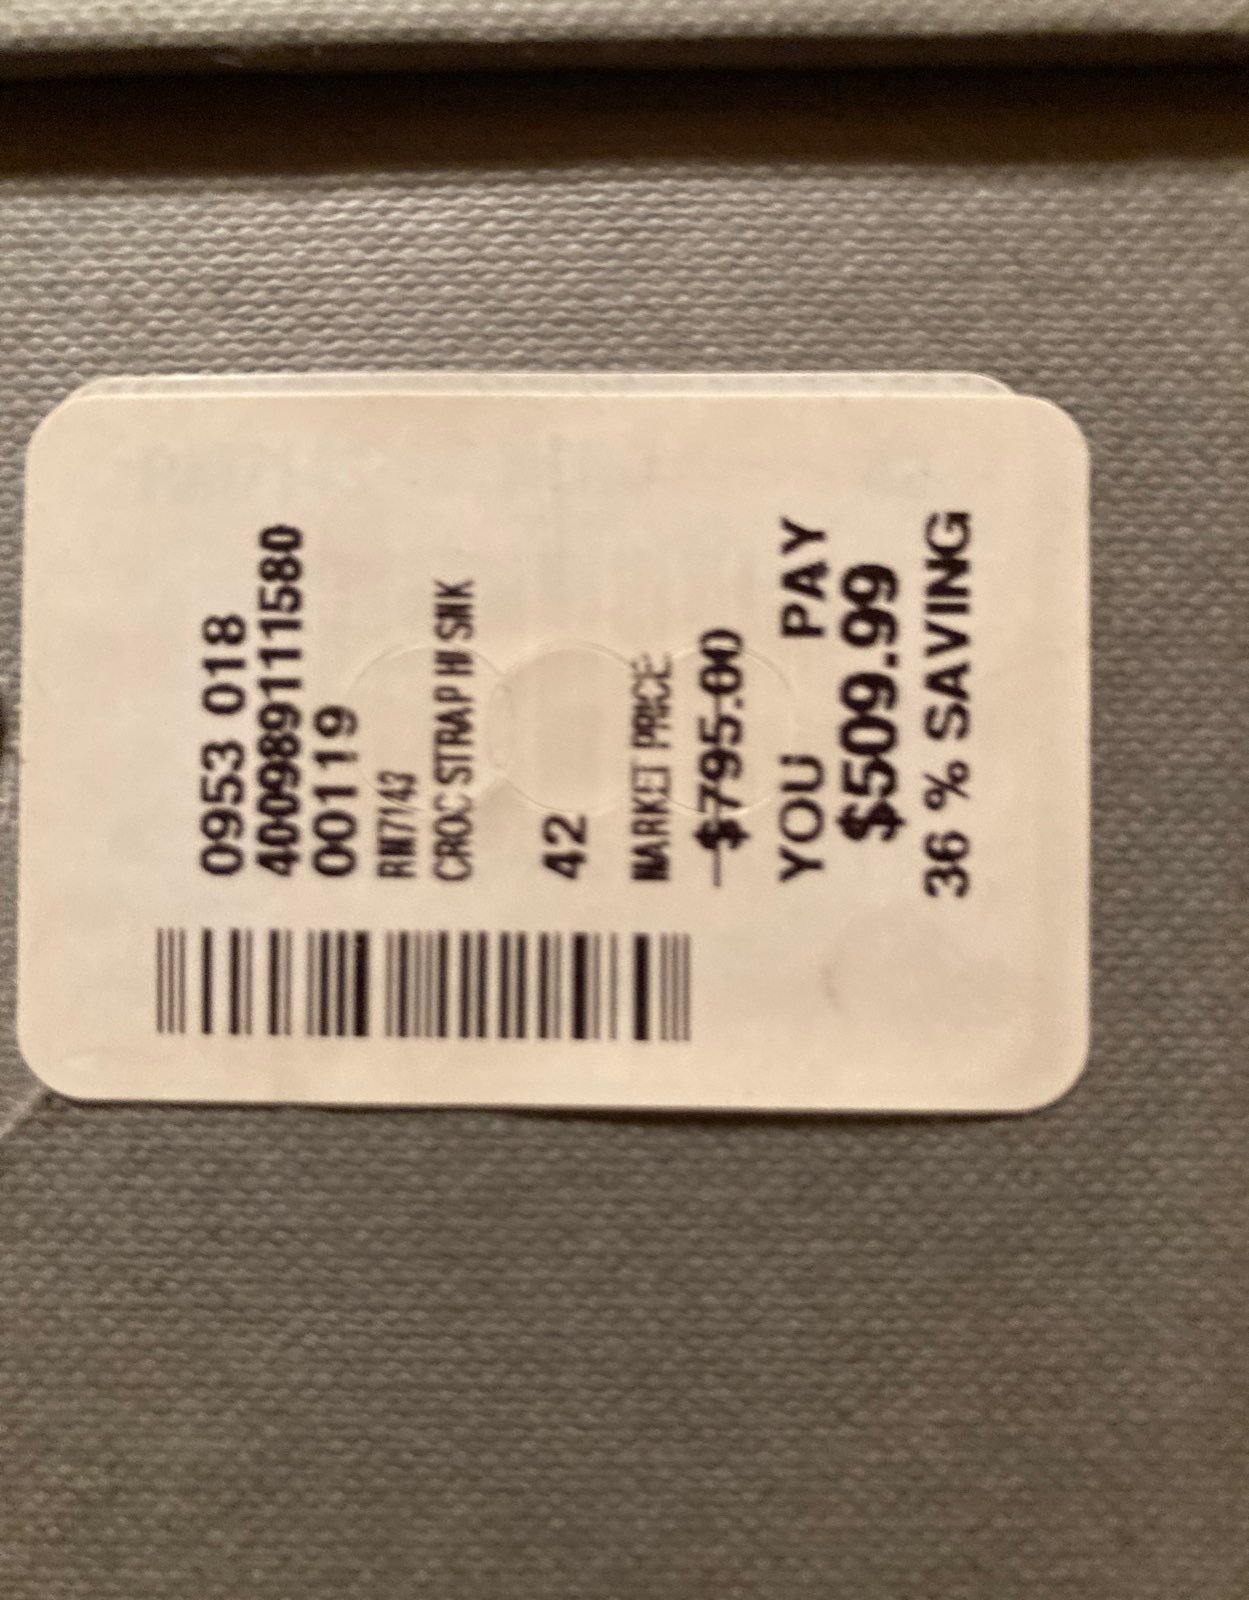 0953 018
400989111580
00119
RM7142
CROC STRAP HI SNK
42
MARKET PRICE
$795.00
YOU PAY
$509.99
36 % SAVING